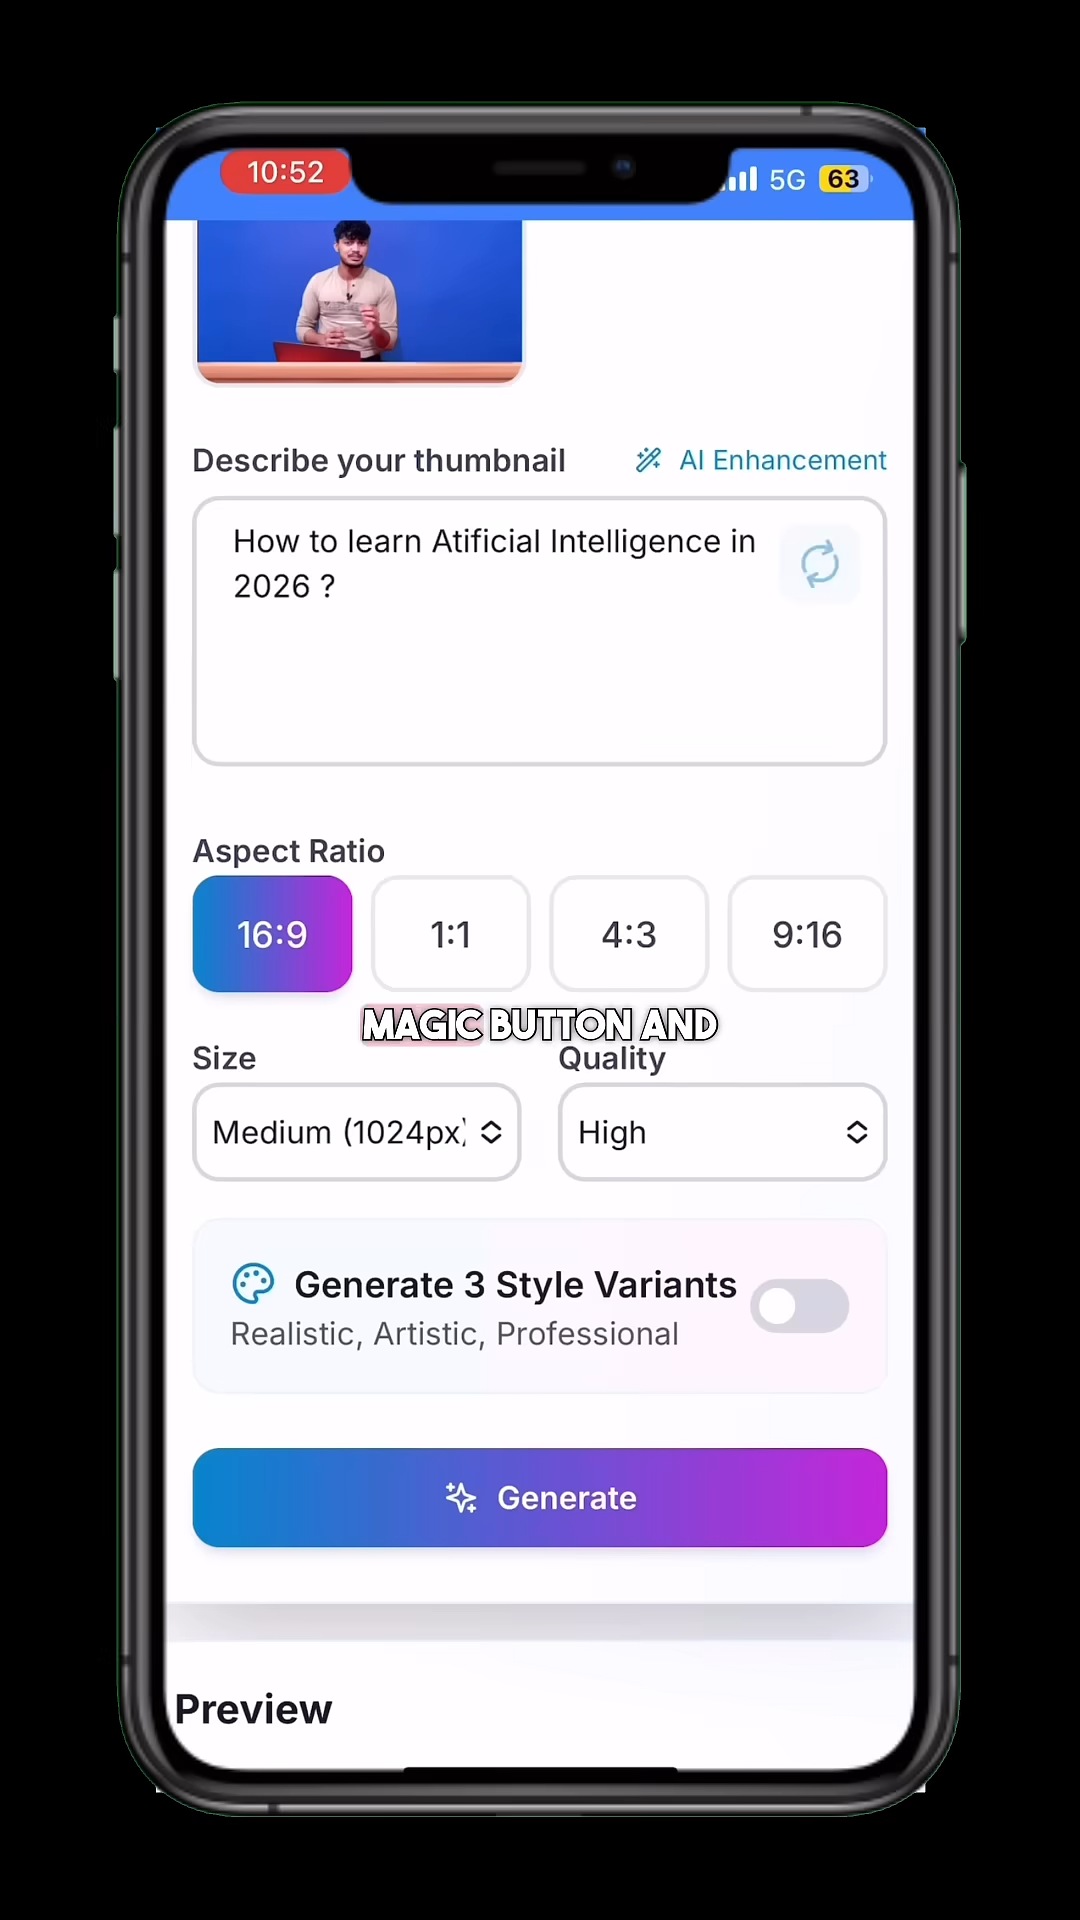 10:52
5G 63
Describe your thumbnail
AI Enhancement
How to learn Atificial Intelligence in
2026 ?
Aspect Ratio
16:9 1:1 4:3 9:16
MAGIC BUTTON AND
Size Quality
Medium (1024px) High
Generate 3 Style Variants
Realistic, Artistic, Professional
Generate
Preview